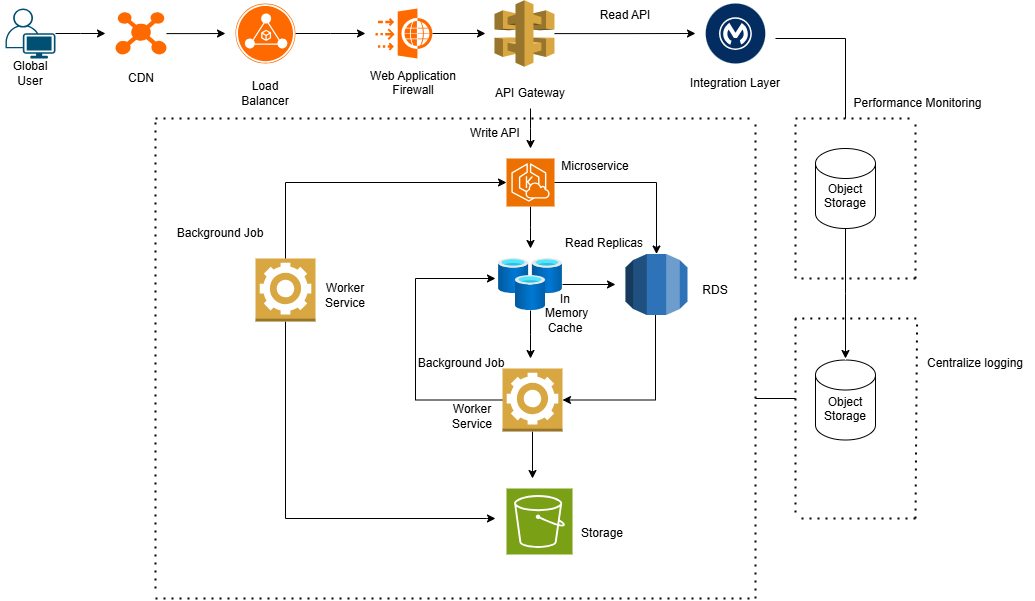 Read API
Global
User
CDN
Load
Balancer
Web Application
Firewall
API Gateway
Integration Layer
Performance Monitoring
Write API
Microservice
Object
Storage
Background Job
Read Replicas
Worker
Service
RDS
In
Memory
Cache
Background Job
Centralize logging
Worker
Service
Object
Storage
Storage